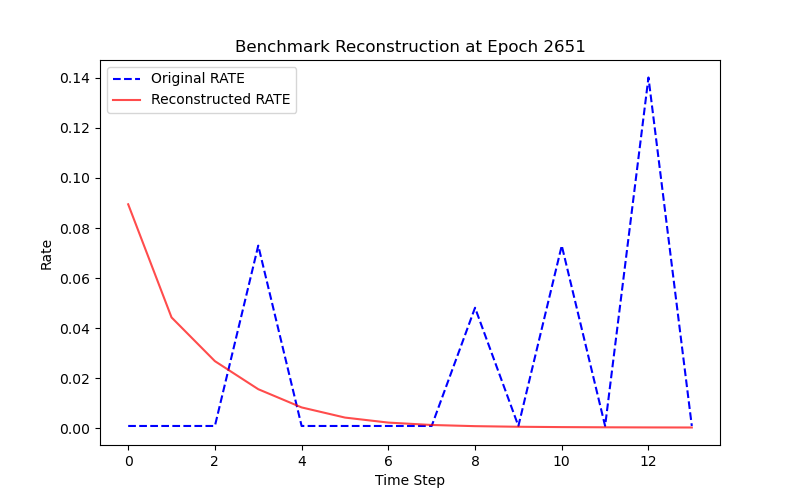 Benchmark Reconstruction at Epoch 2651
Original RATE
Reconstructed RATE
0.14
0.12
0.10
0.08
0.06
0.04
0.02
0.00
Rate
0 2 4 6 8 10 12
Time Step